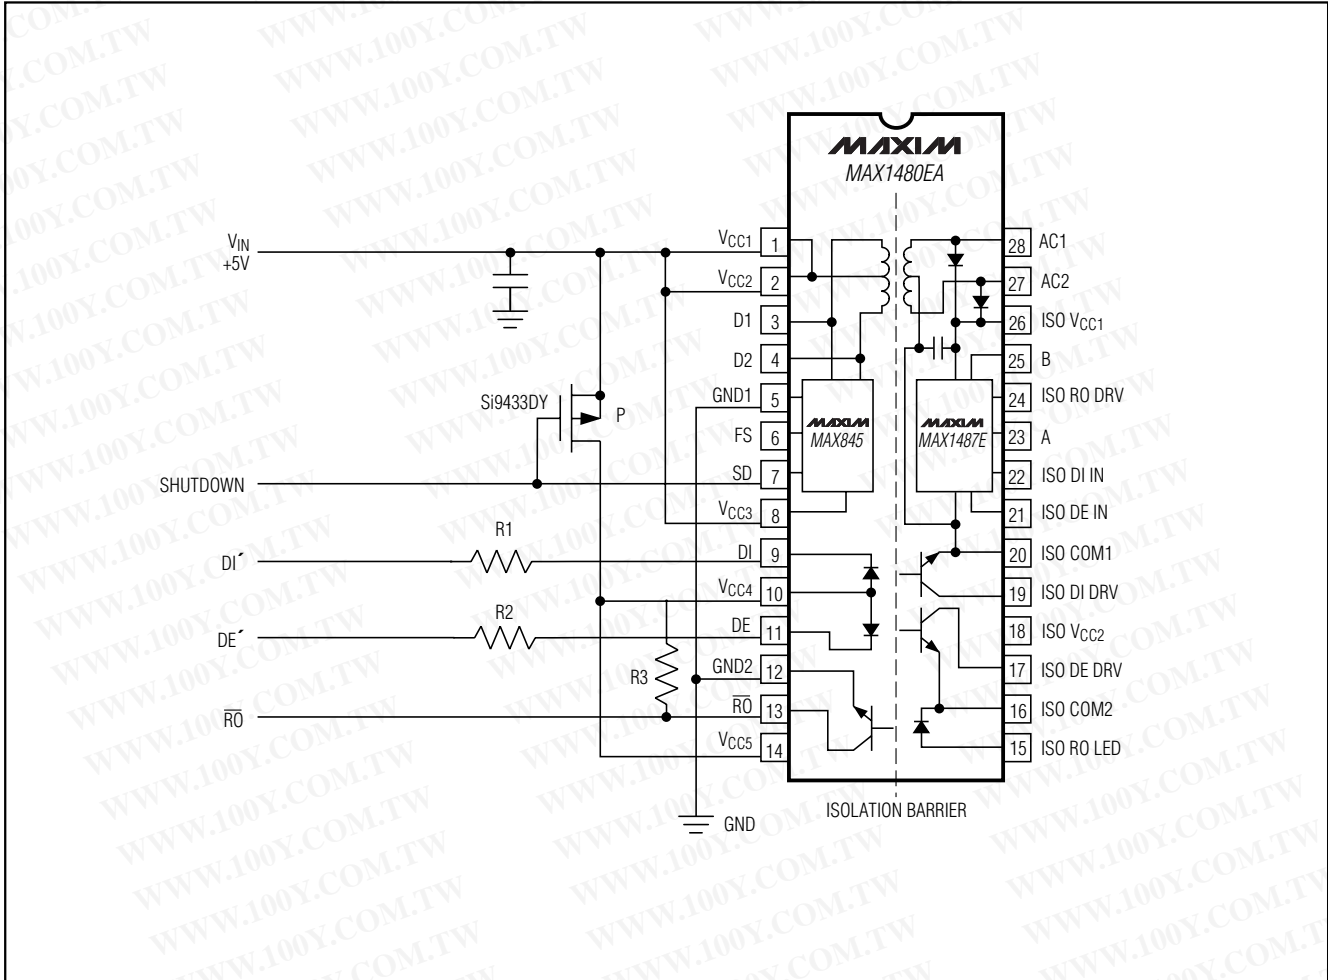 MAXIM
MAX1480EA
VIN
+5V
SHUTDOWN
DI´
DE´
RO
Si9433DY
P
R1
R2
R3
VCC1
VCC2
D1
D2
GND1
FS
SD
VCC3
DI
VCC4
DE
GND2
RO
VCC5
1
2
3
4
5
6
7
8
9
10
11
12
13
14
MAXIM
MAX845
MAXIM
MAX1487E
28
27
26
25
24
23
22
21
20
19
18
17
16
15
AC1
AC2
ISO VCC1
B
ISO RO DRV
A
ISO DI IN
ISO DE IN
ISO COM1
ISO DI DRV
ISO VCC2
ISO DE DRV
ISO COM2
ISO RO LED
GND
ISOLATION BARRIER
WWW.100Y.COM.TW